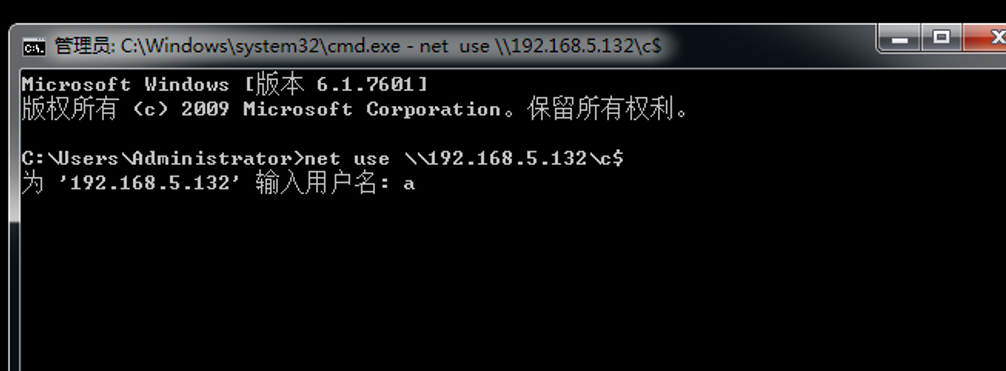 管理员: C:\Windows\system32\cmd.exe - net  use \\192.168.5.132\c$
Microsoft Windows [版本 6.1.7601]
版权所有 (c) 2009 Microsoft Corporation。保留所有权利。
C:\Users\Administrator>net use \\192.168.5.132\c$
为 '192.168.5.132' 输入用户名: a